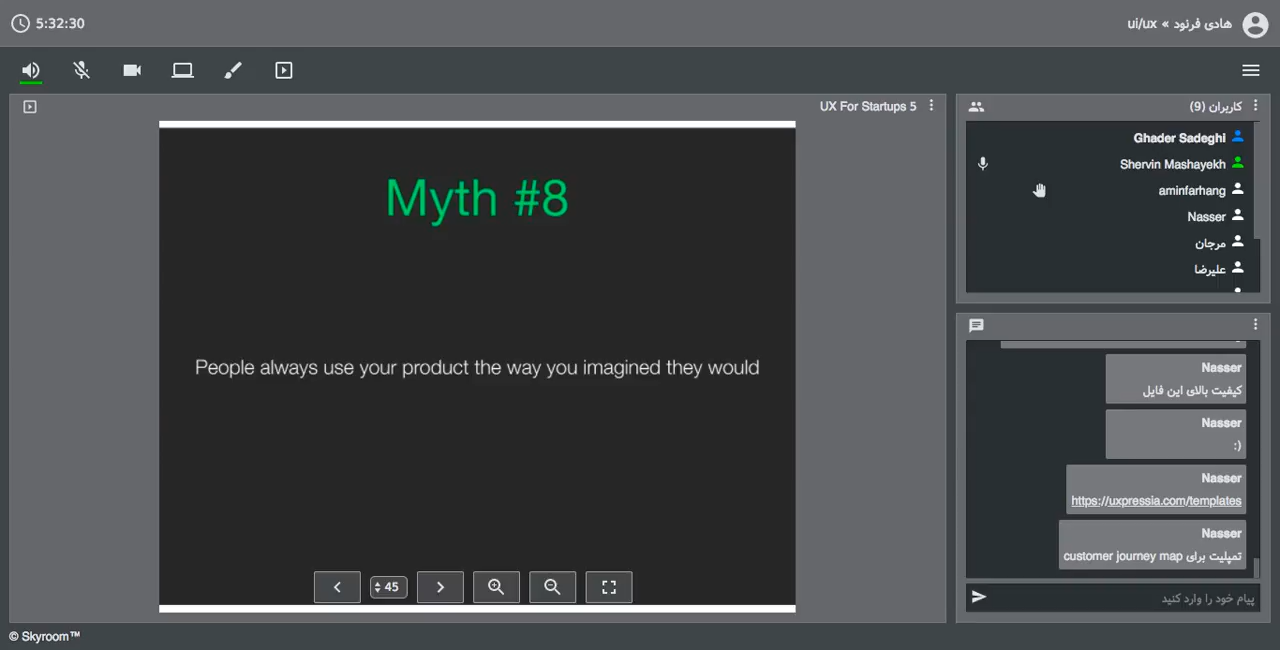 5:32:30
هادی فرنود » ui/ux
UX For Startups 5
Myth #8
People always use your product the way you imagined they would
45
کاربران (9)
Ghader Sadeghi
Shervin Mashayekh
aminfarhang
Nasser
مرجان
علیرضا
Nasser
کیفیت بالای این فایل
Nasser
:)
Nasser
https://uxpressia.com/templates
Nasser
تمپلیت برای customer journey map
پیام خود را وارد کنید
© Skyroom™